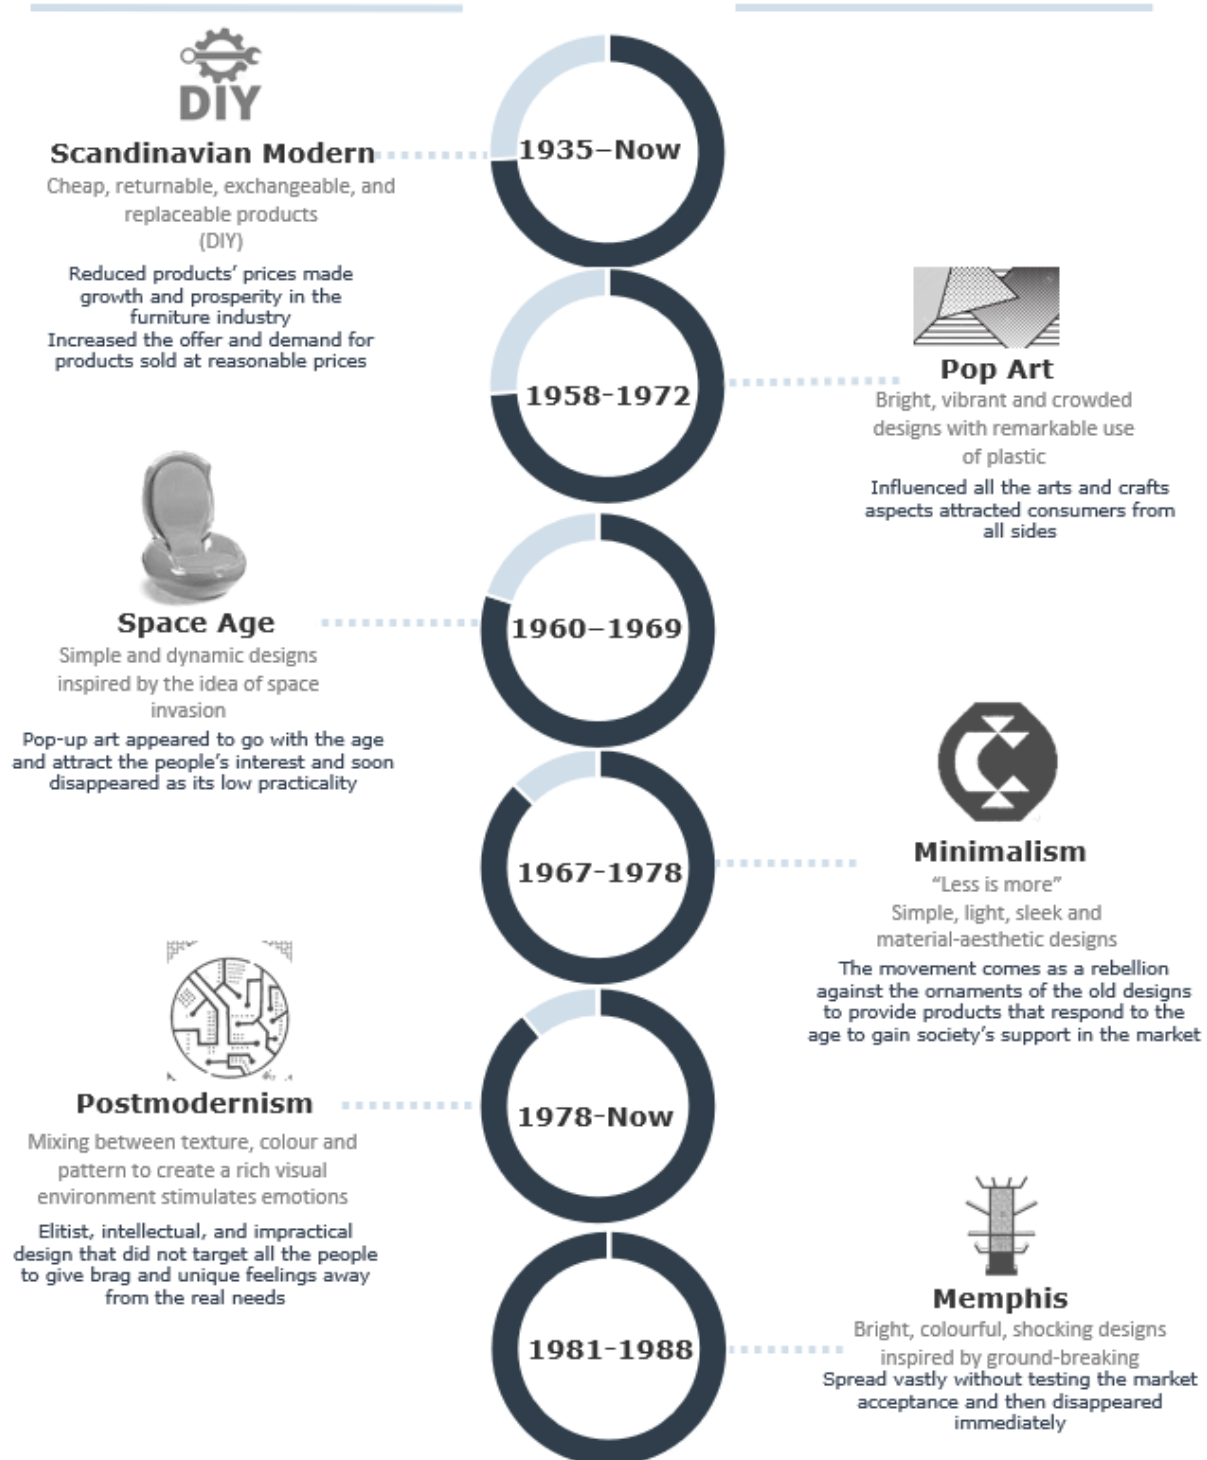 DIY
Scandinavian Modern
Cheap, returnable, exchangeable, and
replaceable products
(DIY)
Reduced products' prices made
growth and prosperity in the
furniture industry
Increased the offer and demand for
products sold at reasonable prices
1935–Now
1958-1972
Pop Art
Bright, vibrant and crowded
designs with remarkable use
of plastic
Influenced all the arts and crafts
aspects attracted consumers from
all sides
Space Age
Simple and dynamic designs
inspired by the idea of space
invasion
Pop-up art appeared to go with the age
and attract the people's interest and soon
disappeared as its low practicality
1960–1969
1967-1978
Minimalism
“Less is more”
Simple, light, sleek and
material-aesthetic designs
The movement comes as a rebellion
against the ornaments of the old designs
to provide products that respond to the
age to gain society's support in the market
Postmodernism
Mixing between texture, colour and
pattern to create a rich visual
environment stimulates emotions
Elitist, intellectual, and impractical
design that did not target all the people
to give brag and unique feelings away
from the real needs
1978-Now
1981-1988
Memphis
Bright, colourful, shocking designs
inspired by ground-breaking
Spread vastly without testing the market
acceptance and then disappeared
immediately